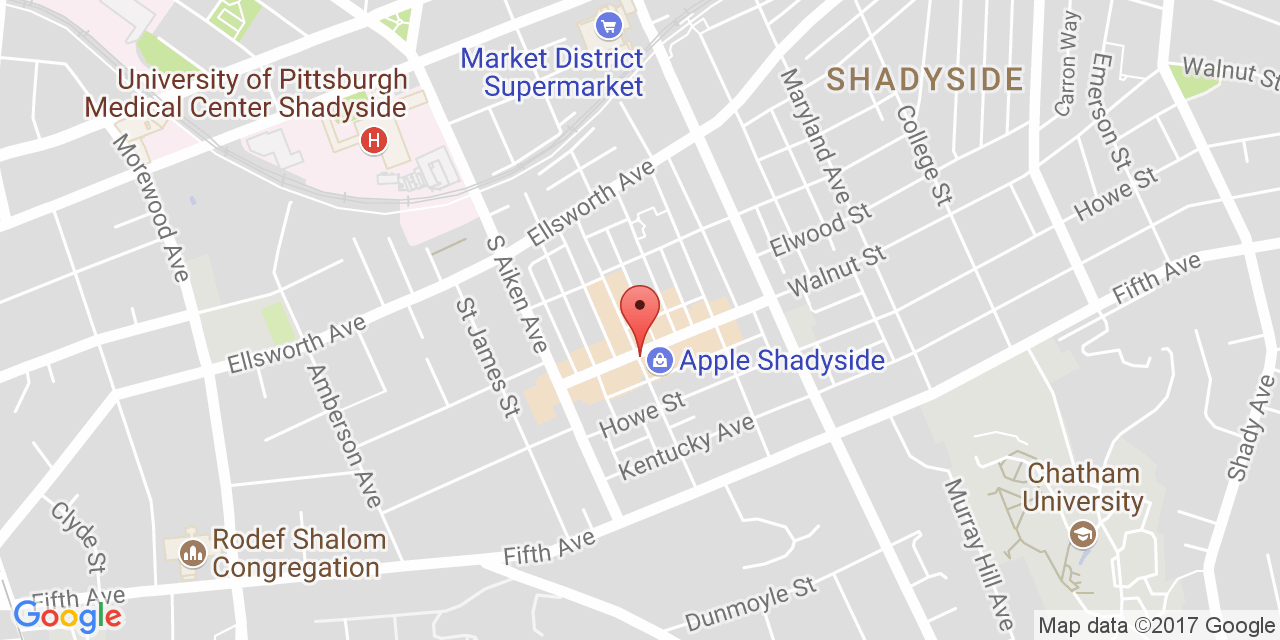 Market District
Supermarket
University of Pittsburgh
Medical Center Shadyside
H
SHADYSIDE
Carron Way
Emerson St
Walnut St
Maryland Ave
College St
Morewood Ave
Ellsworth Ave
Howe St
Elwood St
Walnut St
S Aiken Ave
Fifth Ave
St James St
Ellsworth Ave
Apple Shadyside
Amberson Ave
Howe St
Kentucky Ave
Shady Ave
Chatham
University
Clyde St
Murray Hill Ave
Rodef Shalom
Congregation
Fifth Ave
Fifth Ave
Dunmoyle St
Google
Map data ©2017 Google